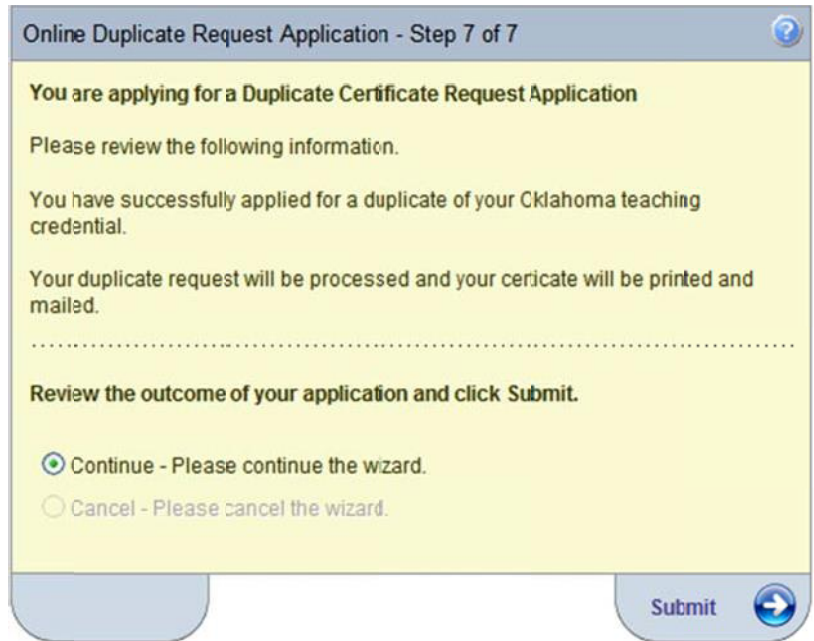 Online Duplicate Request Application - Step 7 of 7
?
You are applying for a Duplicate Certificate Request Application
Please review the following information.
You have successfully applied for a duplicate of your Oklahoma teaching
credential.
Your duplicate request will be processed and your certicate will be printed and
mailed.
Review the outcome of your application and click Submit.
Continue - Please continue the wizard.
Cancel - Please cancel the wizard.
Submit